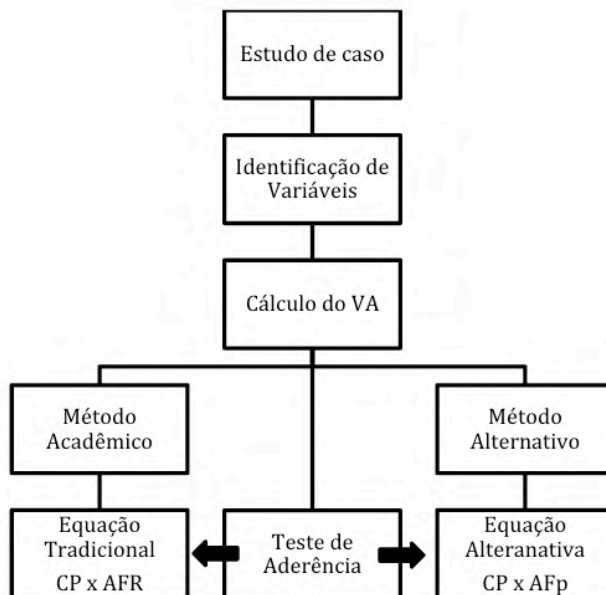 Estudo de caso
Identificação de
Variáveis
Cálculo do VA
Método
Acadêmico
Método
Alternativo
Equação
Tradicional
CP x AFR
Teste de
Aderência
Equação
Alteranativa
CP x AFp